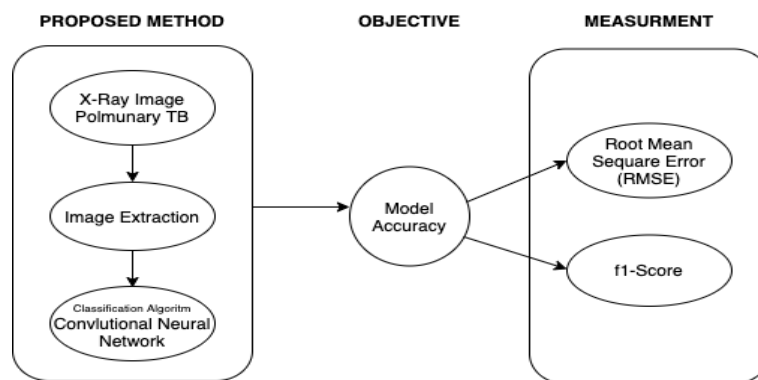 PROPOSED METHOD
OBJECTIVE
MEASURMENT
X-Ray Image
Polmunary TB
Image Extraction
Classification Algoritm
Convlutional Neural
Network
Model
Accuracy
Root Mean
Sequare Error
(RMSE)
f1-Score